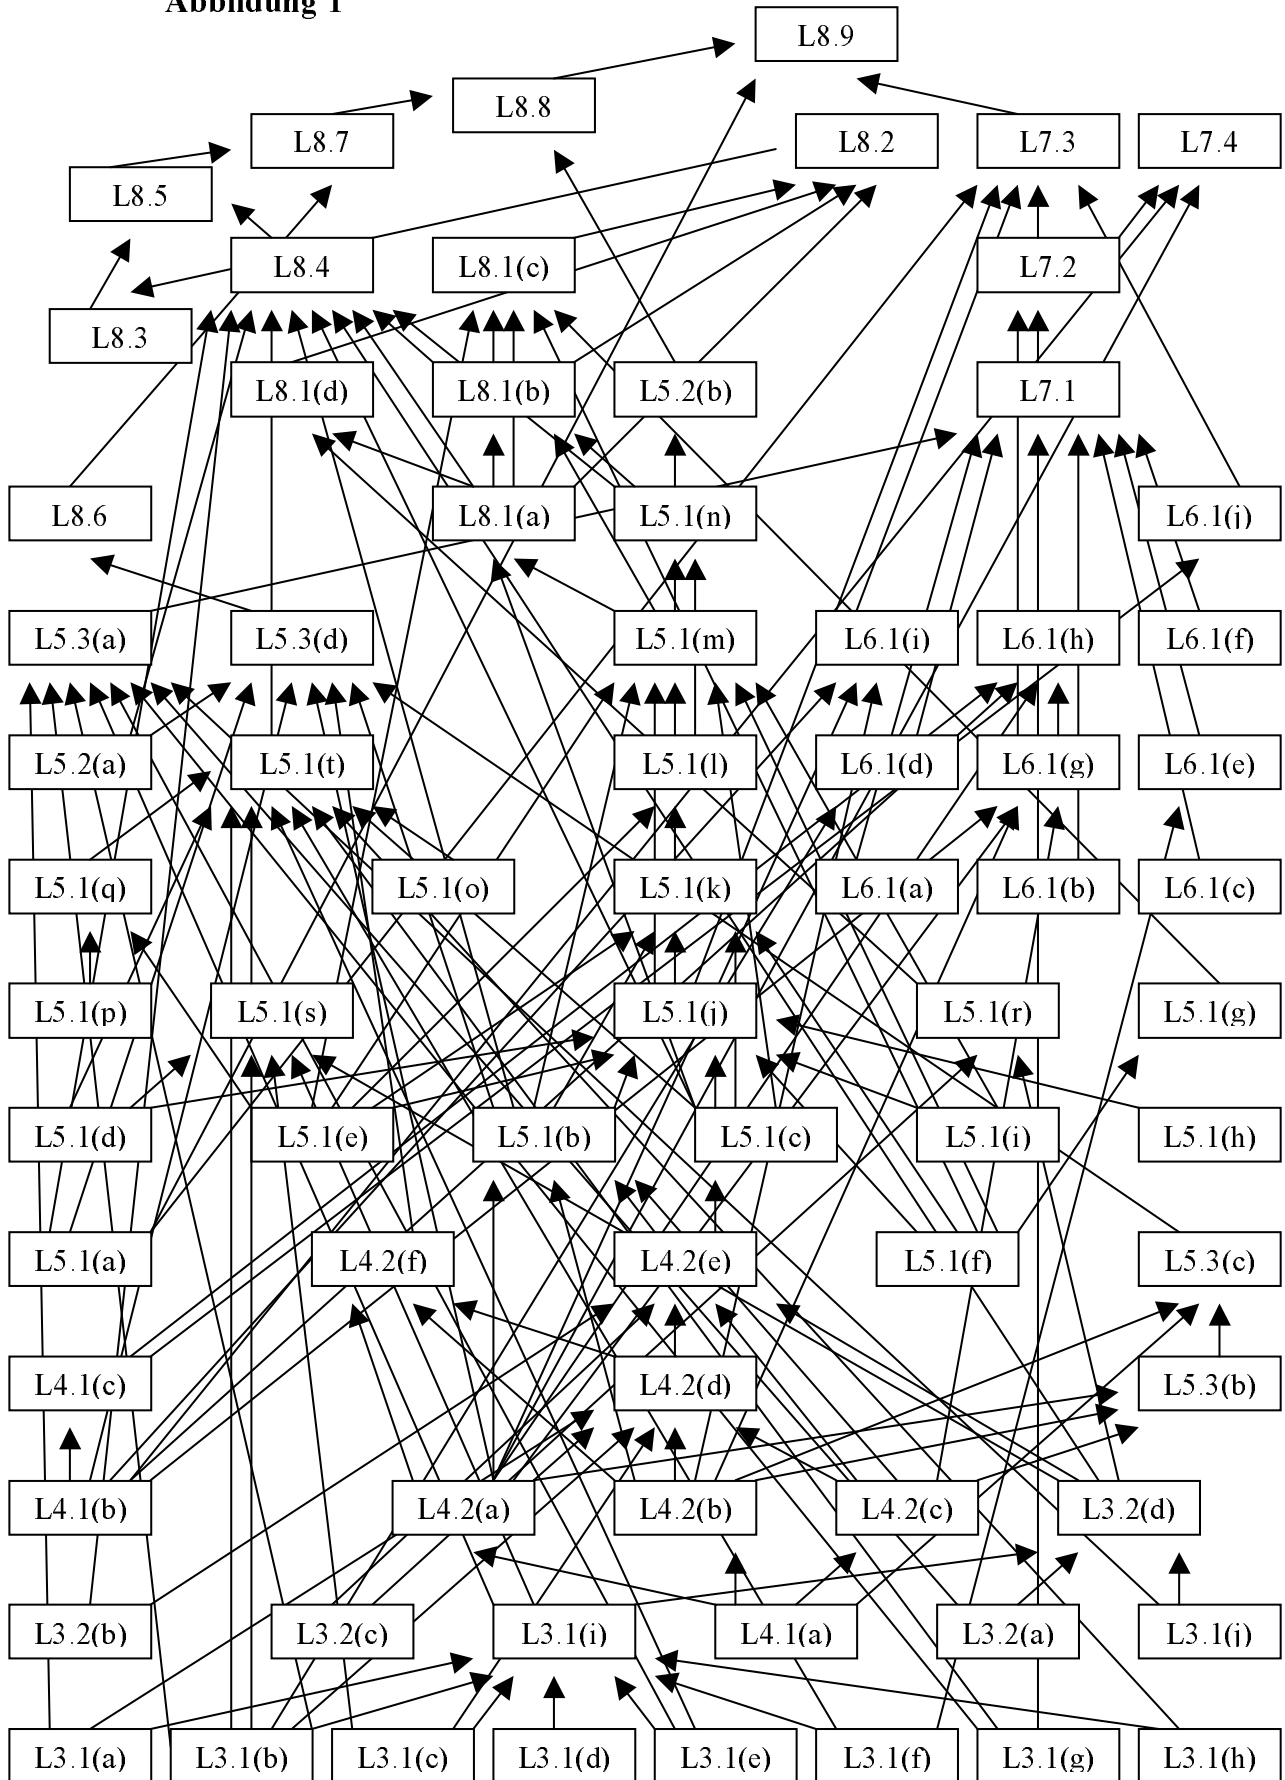 Abbildung 1
L8.9
L8.8
L8.7 L8.2 L7.3 L7.4
L8.5
L8.4 L8.1(c) L7.2
L8.3
L8.1(d) L8.1(b) L5.2(b) L7.1
L8.6 L8.1(a) L5.1(n) L6.1(j)
L5.3(a) L5.3(d) L5.1(m) L6.1(i) L6.1(h) L6.1(f)
L5.2(a) L5.1(t) L5.1(l) L6.1(d) L6.1(g) L6.1(e)
L5.1(q) L5.1(o) L5.1(k) L6.1(a) L6.1(b) L6.1(c)
L5.1(p) L5.1(s) L5.1(j) L5.1(r) L5.1(g)
L5.1(d) L5.1(e) L5.1(b) L5.1(c) L5.1(i) L5.1(h)
L5.1(a) L4.2(f) L4.2(e) L5.1(f) L5.3(c)
L4.1(c) L4.2(d) L5.3(b)
L4.1(b) L4.2(a) L4.2(b) L4.2(c) L3.2(d)
L3.2(b) L3.2(c) L3.1(i) L4.1(a) L3.2(a) L3.1(j)
L3.1(a) L3.1(b) L3.1(c) L3.1(d) L3.1(e) L3.1(f) L3.1(g) L3.1(h)